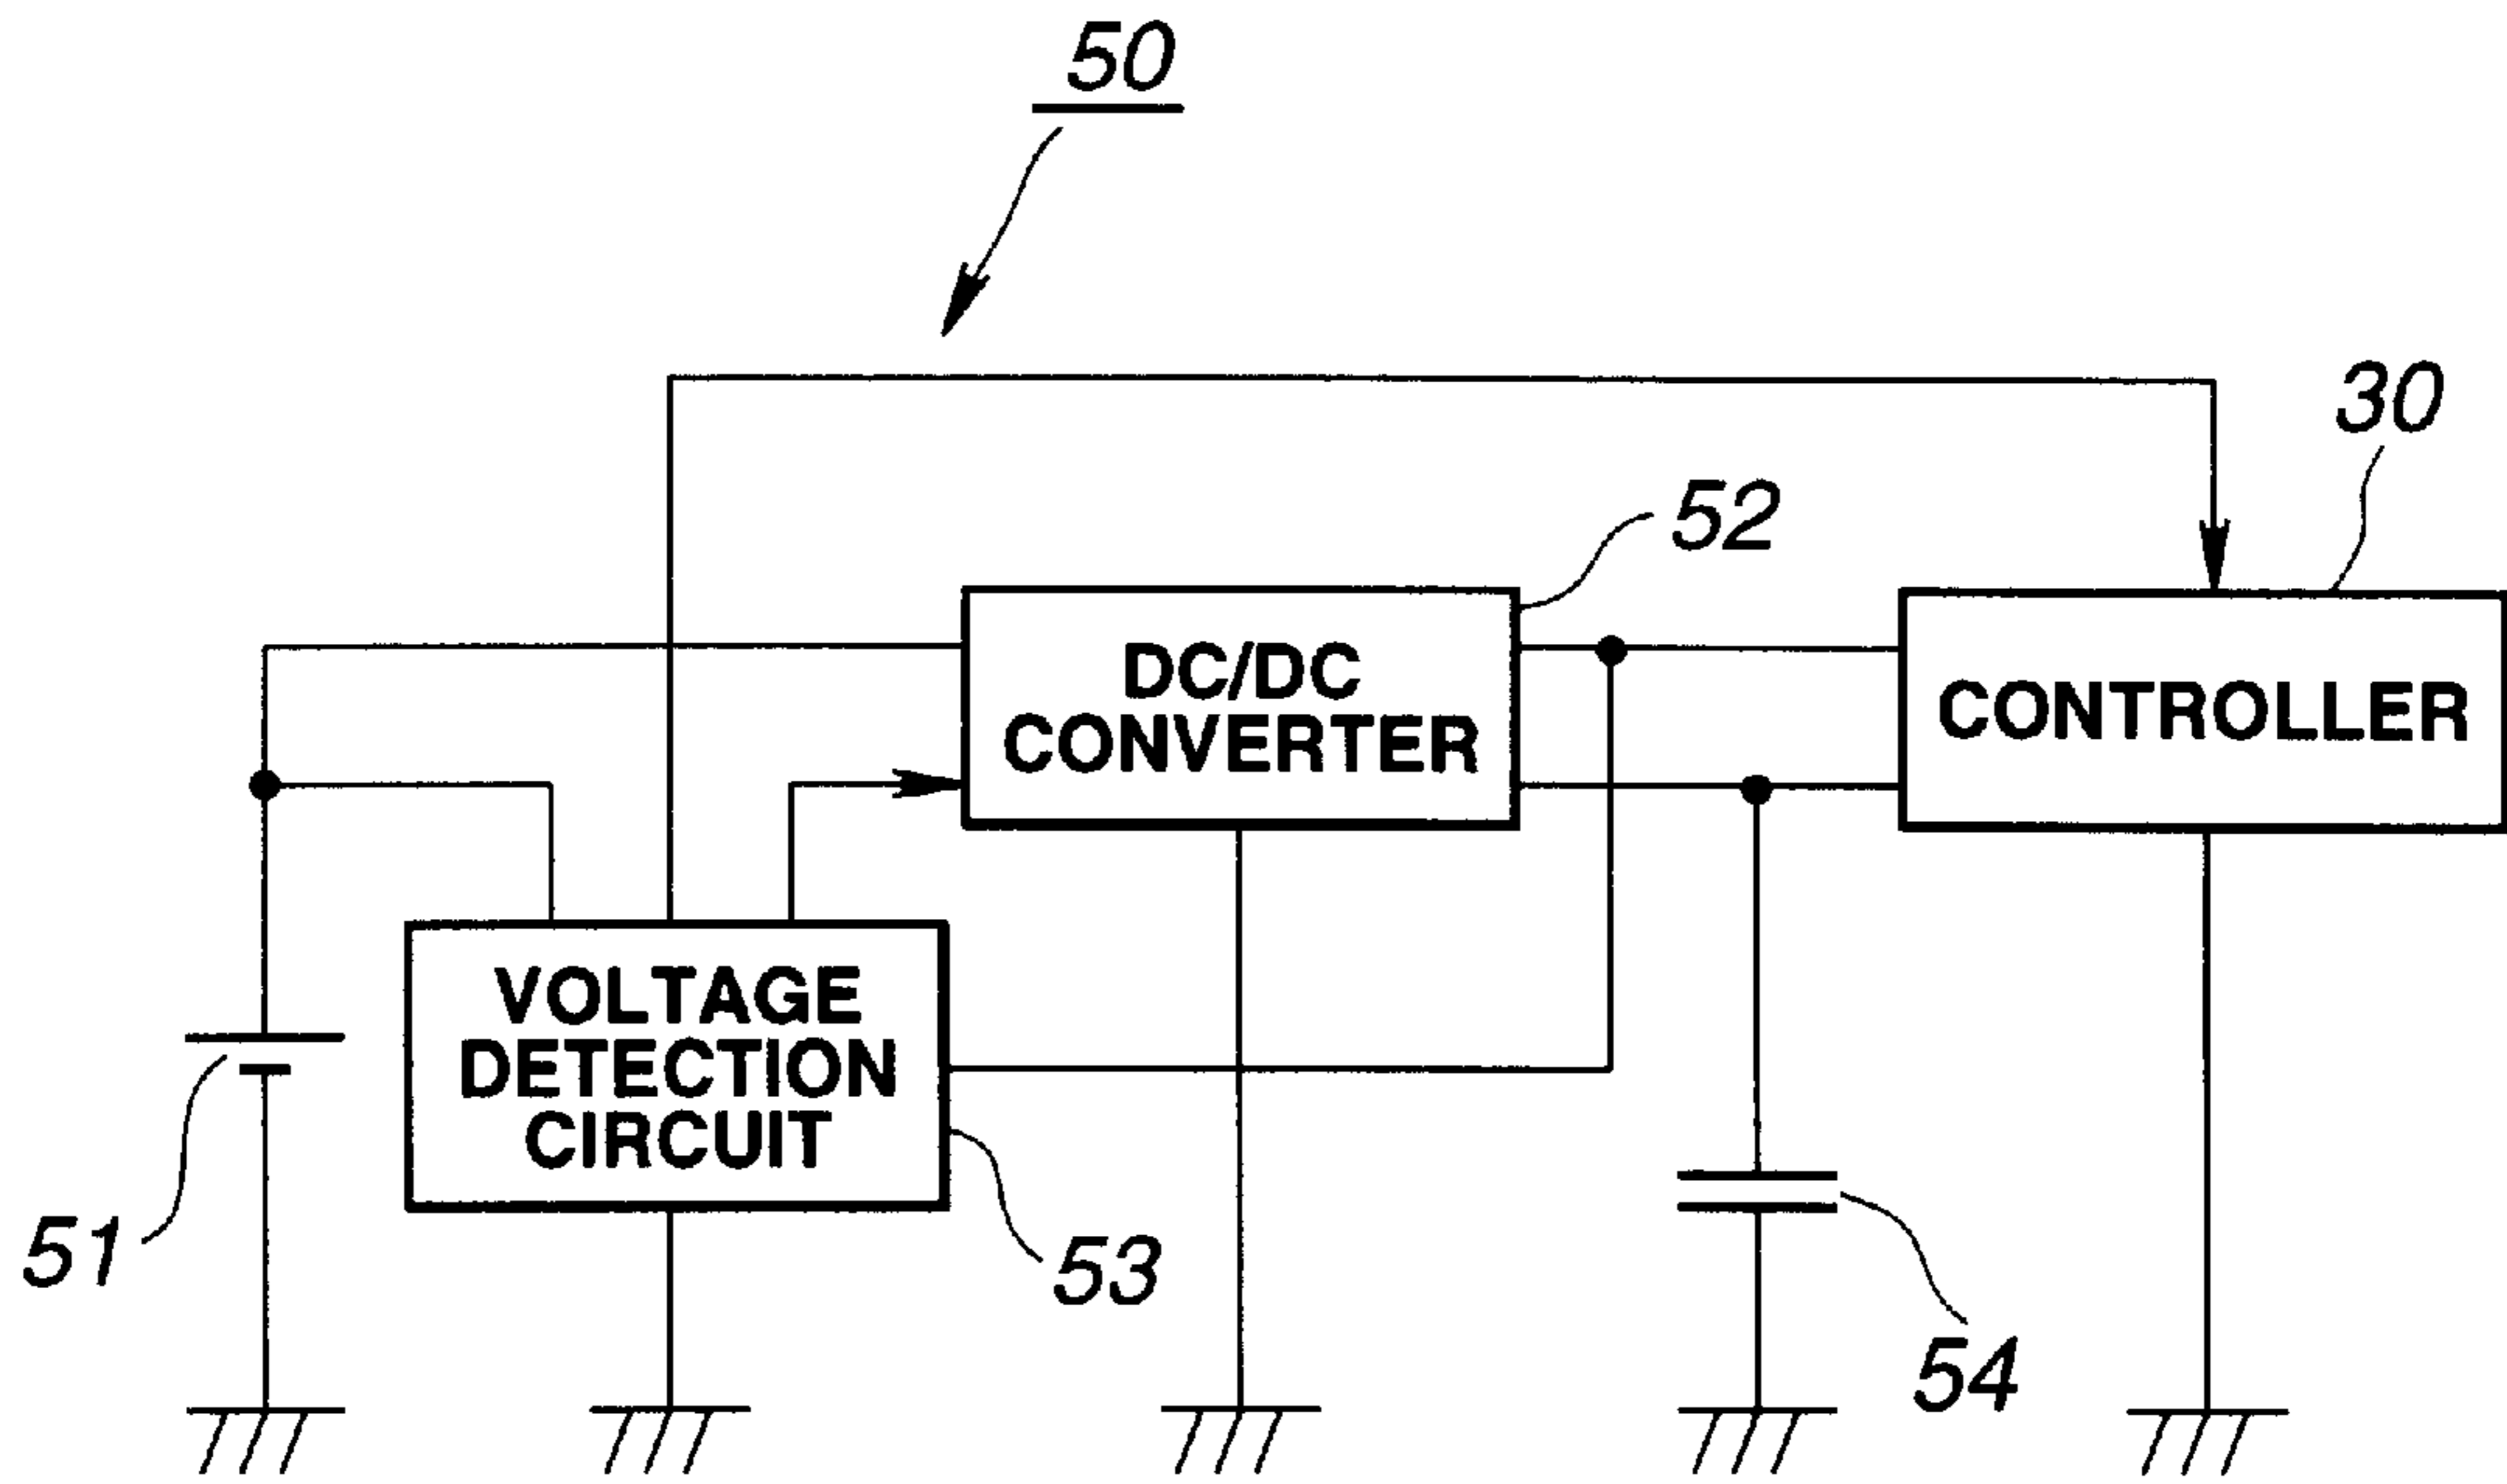 50
30
52
DC/DC
CONVERTER
CONTROLLER
VOLTAGE
DETECTION
CIRCUIT
51
53
54